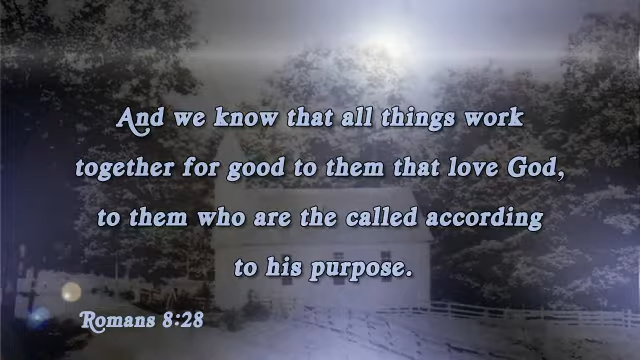 And we know that all things work
together for good to them that love God,
to them who are the called according
to his purpose.
Romans 8:28